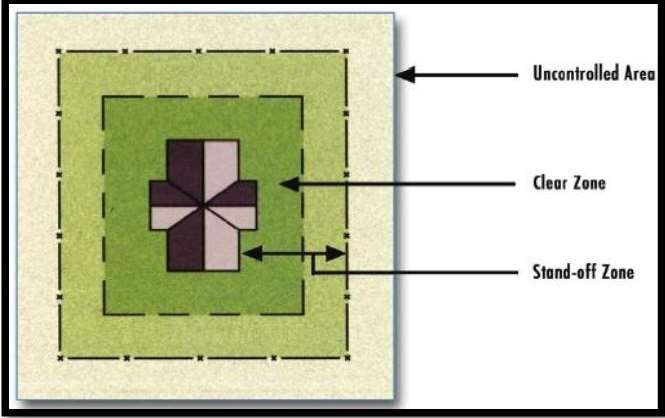 Uncontrolled Area
Clear Zone
Stand-off Zone